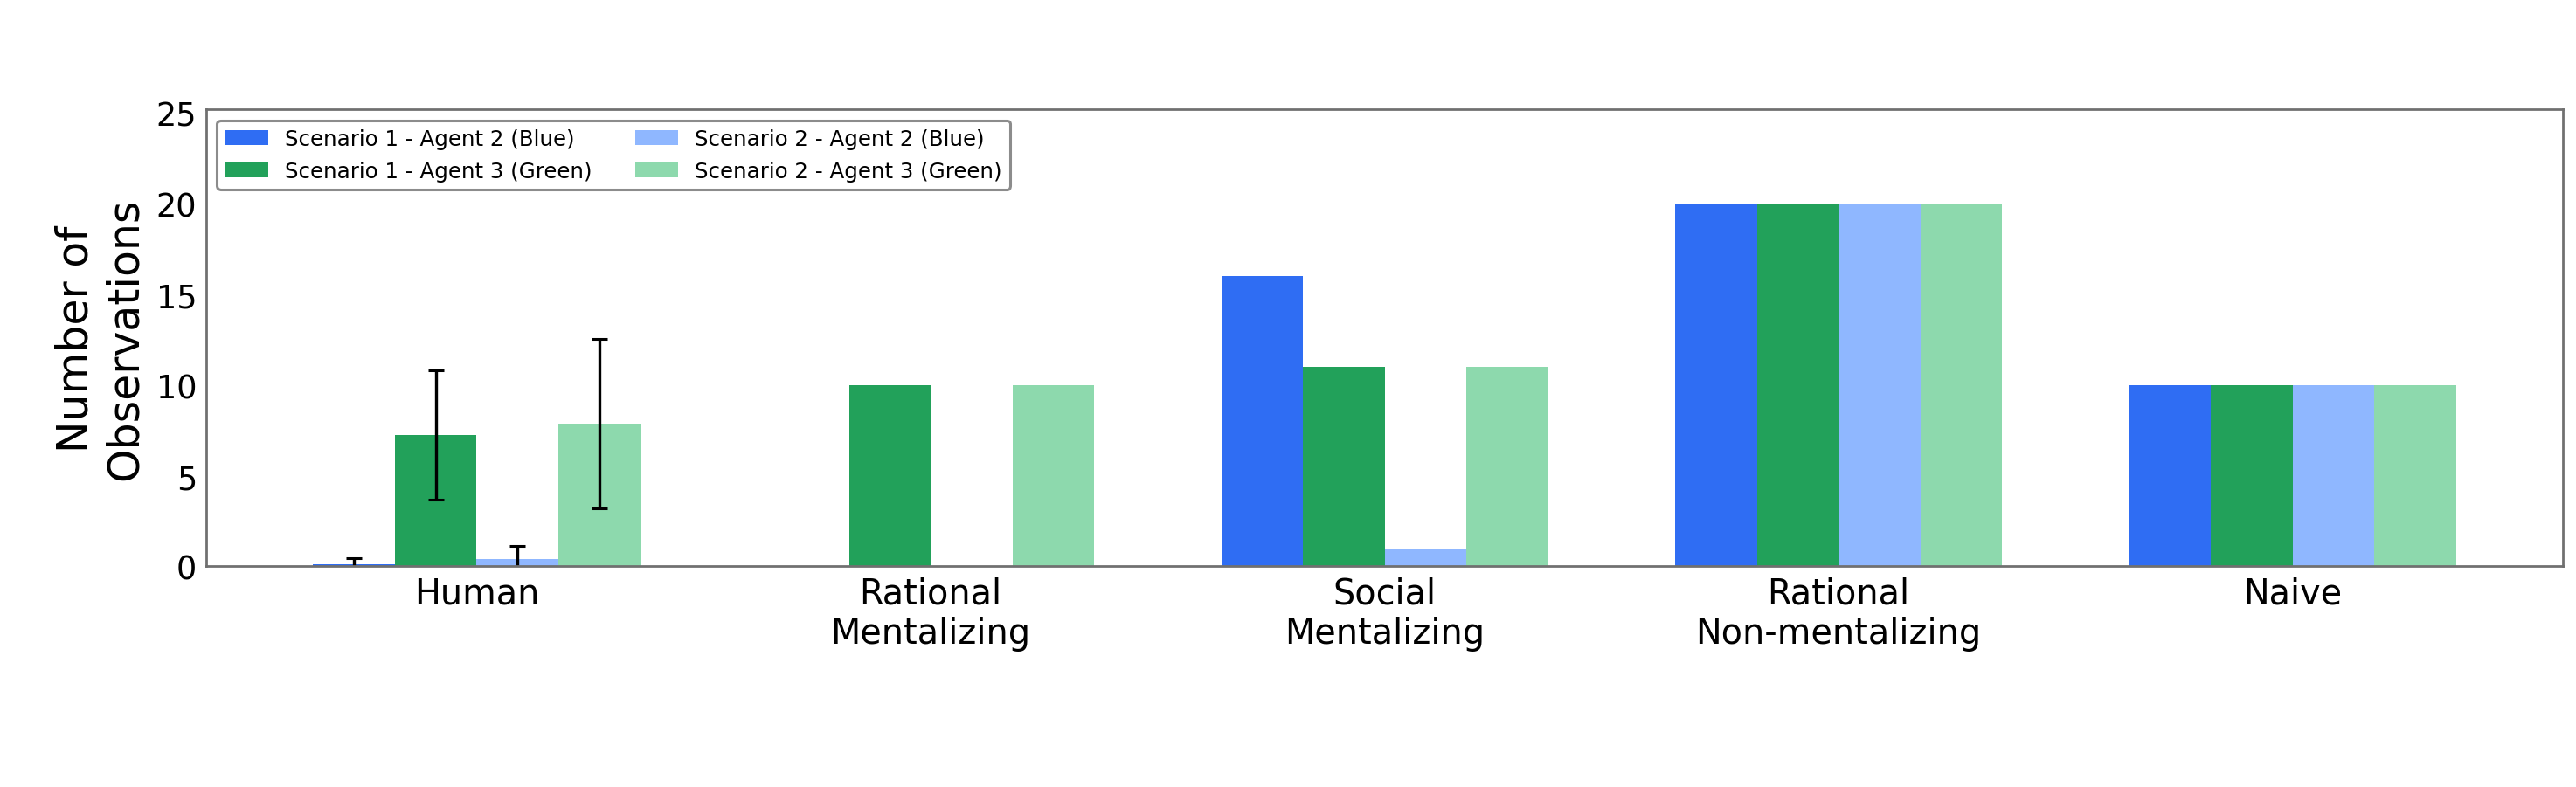 25
20
15
10
5
0
Number of
Observations
Scenario 1 - Agent 2 (Blue)
Scenario 1 - Agent 3 (Green)
Scenario 2 - Agent 2 (Blue)
Scenario 2 - Agent 3 (Green)
Human
Rational
Mentalizing
Social
Mentalizing
Rational
Non-mentalizing
Naive